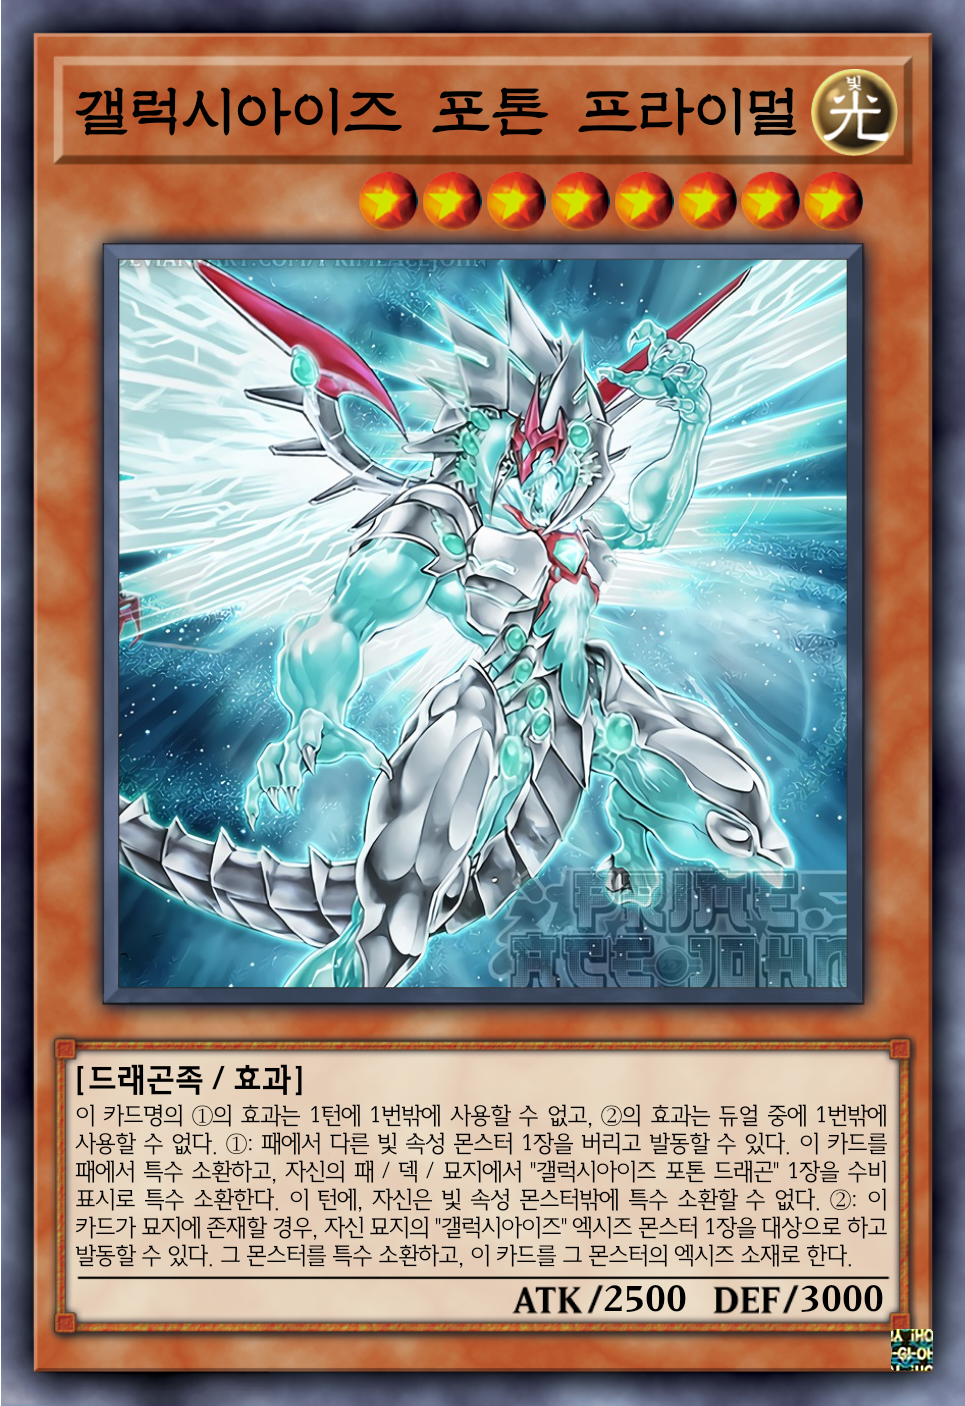 갤럭시아이즈 포톤 프라이멀
빛
光
PRIME
ACE JOHN
[드래곤족 / 효과]
이 카드명의 ①의 효과는 1턴에 1번밖에 사용할 수 없고, ②의 효과는 듀얼 중에 1번밖에
사용할 수 없다. ①: 패에서 다른 빛 속성 몬스터 1장을 버리고 발동할 수 있다. 이 카드를
패에서 특수 소환하고, 자신의 패 / 덱 / 묘지에서 "갤럭시아이즈 포톤 드래곤" 1장을 수비
표시로 특수 소환한다. 이 턴에, 자신은 빛 속성 몬스터밖에 특수 소환할 수 없다. ②: 이
카드가 묘지에 존재할 경우, 자신 묘지의 "갤럭시아이즈" 엑시즈 몬스터 1장을 대상으로 하고
발동할 수 있다. 그 몬스터를 특수 소환하고, 이 카드를 그 몬스터의 엑시즈 소재로 한다.
ATK/2500 DEF/3000